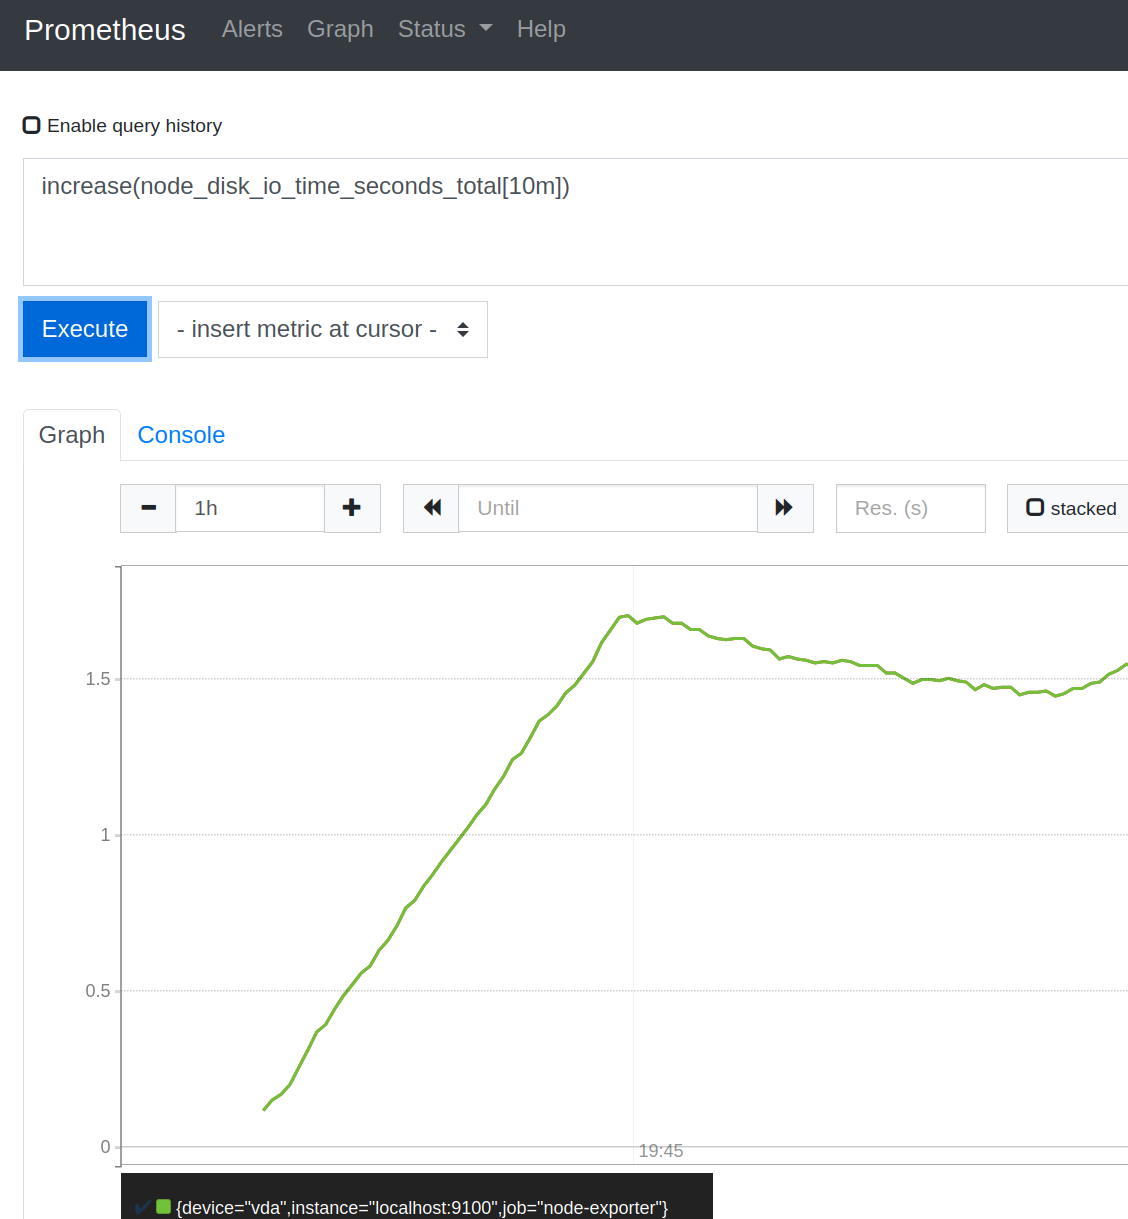 Prometheus Alerts Graph Status Help
Enable query history
increase(node_disk_io_time_seconds_total[10m])
Execute - insert metric at cursor -
Graph Console
1h Until Res. (s) stacked
1.5
1
0.5
0
19:45
{device="vda",instance="localhost:9100",job="node-exporter"}